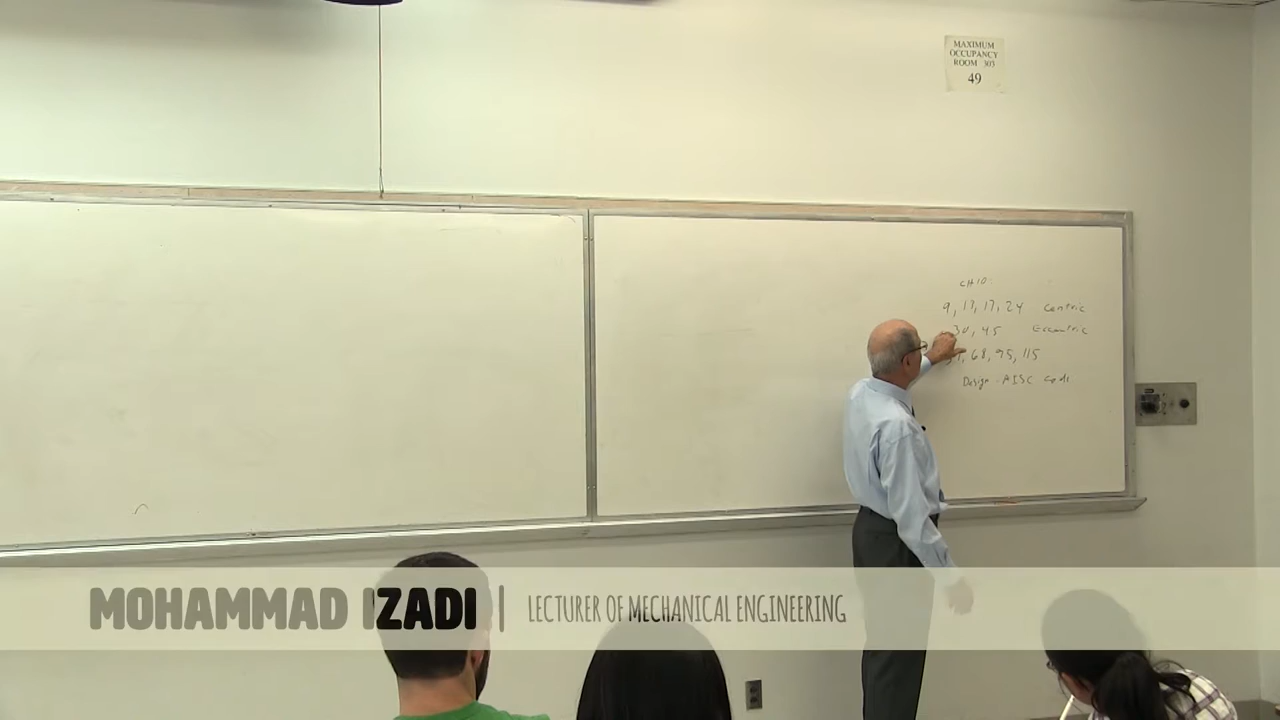 MAXIMUM
OCCUPANCY
ROOM 303
49
CH10:
9, 13, 17, 24 Centric
30, 45 Eccentric
68, 95, 115
Design - AISC Code
MOHAMMAD IZADI | LECTURER OF MECHANICAL ENGINEERING